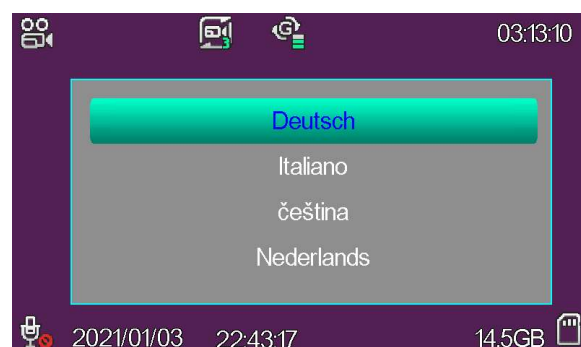 03:13:10
Deutsch
Italiano
čeština
Nederlands
2021/01/03 22:43:17 14.5GB